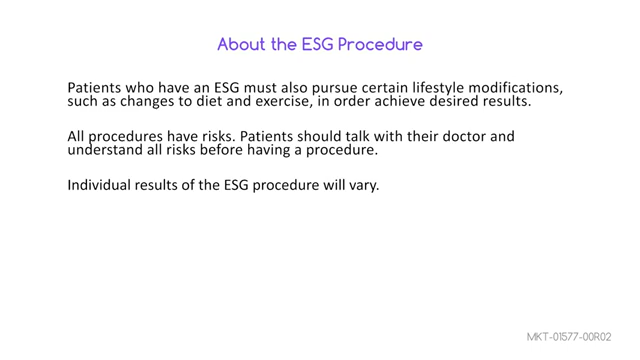 About the ESG Procedure
Patients who have an ESG must also pursue certain lifestyle modifications,
such as changes to diet and exercise, in order achieve desired results.
All procedures have risks. Patients should talk with their doctor and
understand all risks before having a procedure.
Individual results of the ESG procedure will vary.
MKT-01577-00R02